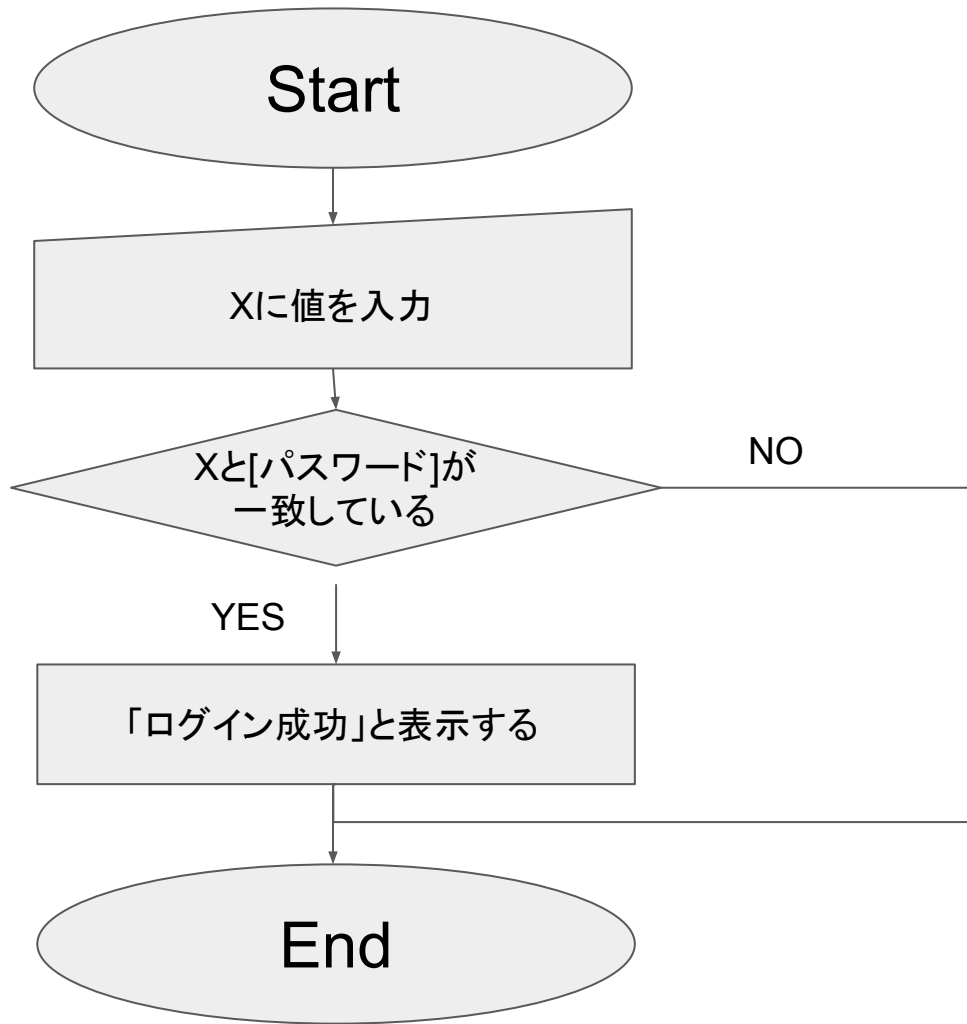 Start
Xに値を入力
Xと[パスワード]が
一致している
NO
YES
「ログイン成功」と表示する
End